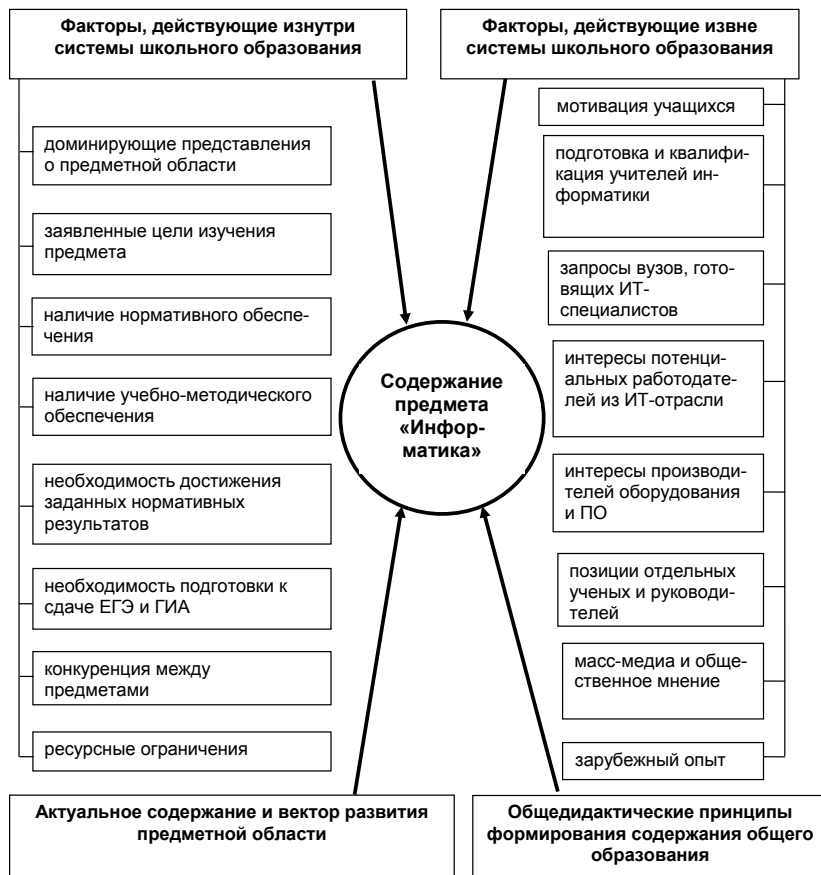 Факторы, действующие изнутри
системы школьного образования
доминирующие представления
о предметной области
заявленные цели изучения
предмета
наличие нормативного обеспе-
чения
наличие учебно-методического
обеспечения
необходимость достижения
заданных нормативных
результатов
необходимость подготовки к
сдаче ЕГЭ и ГИА
конкуренция между
предметами
ресурсные ограничения
Факторы, действующие извне
системы школьного образования
мотивация учащихся
подготовка и квалифи-
кация учителей ин-
форматики
запросы вузов, гото-
вящих ИТ-
специалистов
интересы потенци-
альных работодате-
лей из ИТ-отрасли
интересы производи-
телей оборудования
и ПО
позиции отдельных
ученых и руководи-
телей
масс-медиа и обще-
ственное мнение
зарубежный опыт
Содержание
предмета
«Инфор-
матика»
Актуальное содержание и вектор развития
предметной области
Общедидактические принципы
формирования содержания общего
образования